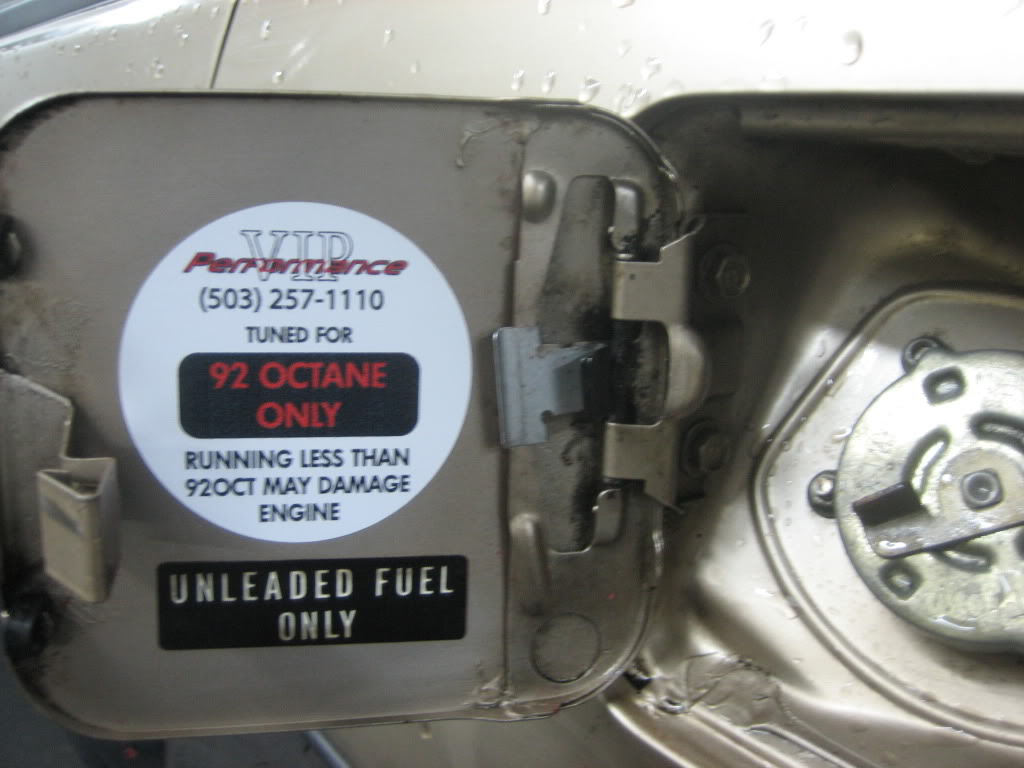 VIP
Performance
(503) 257-1110
TUNED FOR
92 OCTANE
ONLY
RUNNING LESS THAN
92OCT MAY DAMAGE
ENGINE
UNLEADED FUEL
ONLY